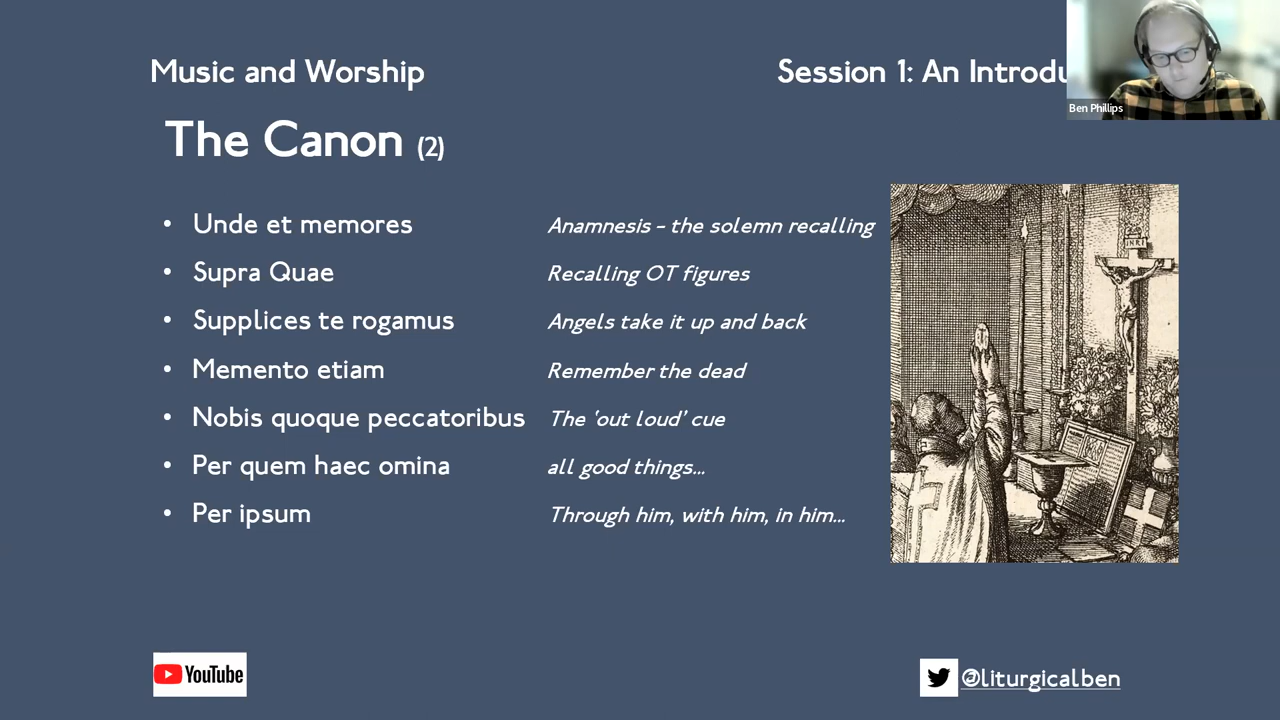 Music and Worship
Session 1: An Introdu
Ben Phillips
The Canon (2)
• Unde et memores Anamnesis - the solemn recalling
• Supra Quae Recalling OT figures
• Supplices te rogamus Angels take it up and back
• Memento etiam Remember the dead
• Nobis quoque peccatoribus The 'out loud' cue
• Per quem haec omina all good things...
• Per ipsum Through him, with him, in him...
INRI
YouTube
@liturgicalben